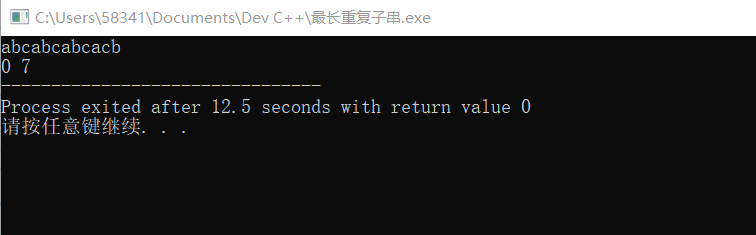 C:\Users\58341\Documents\Dev C++\最长重复子串.exe
abcabcabcacb
0 7
--------------------------------
Process exited after 12.5 seconds with return value 0
请按任意键继续. . .